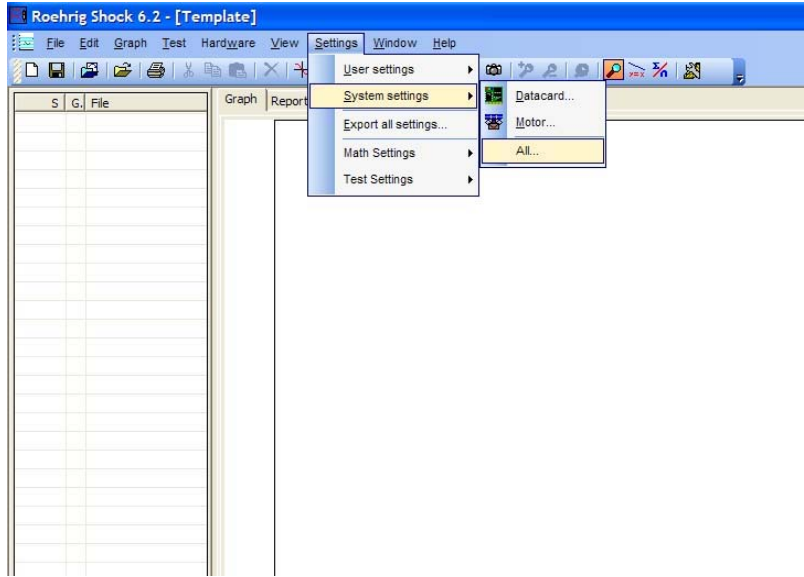 Roehrig Shock 6.2 - [Template]
File Edit Graph Test Hardware View Settings Window Help
S G. File
Graph Report
User settings
System settings
Export all settings...
Math Settings
Test Settings
Datacard...
Motor...
All...